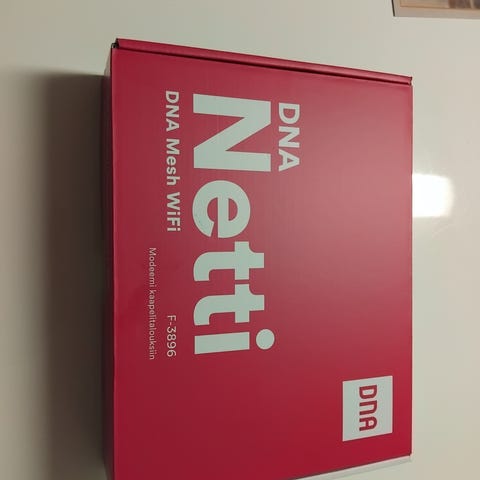 DNA
Netti
DNA Mesh WiFi
F-3896
Modeemi kaapelitalouksiin
DNA